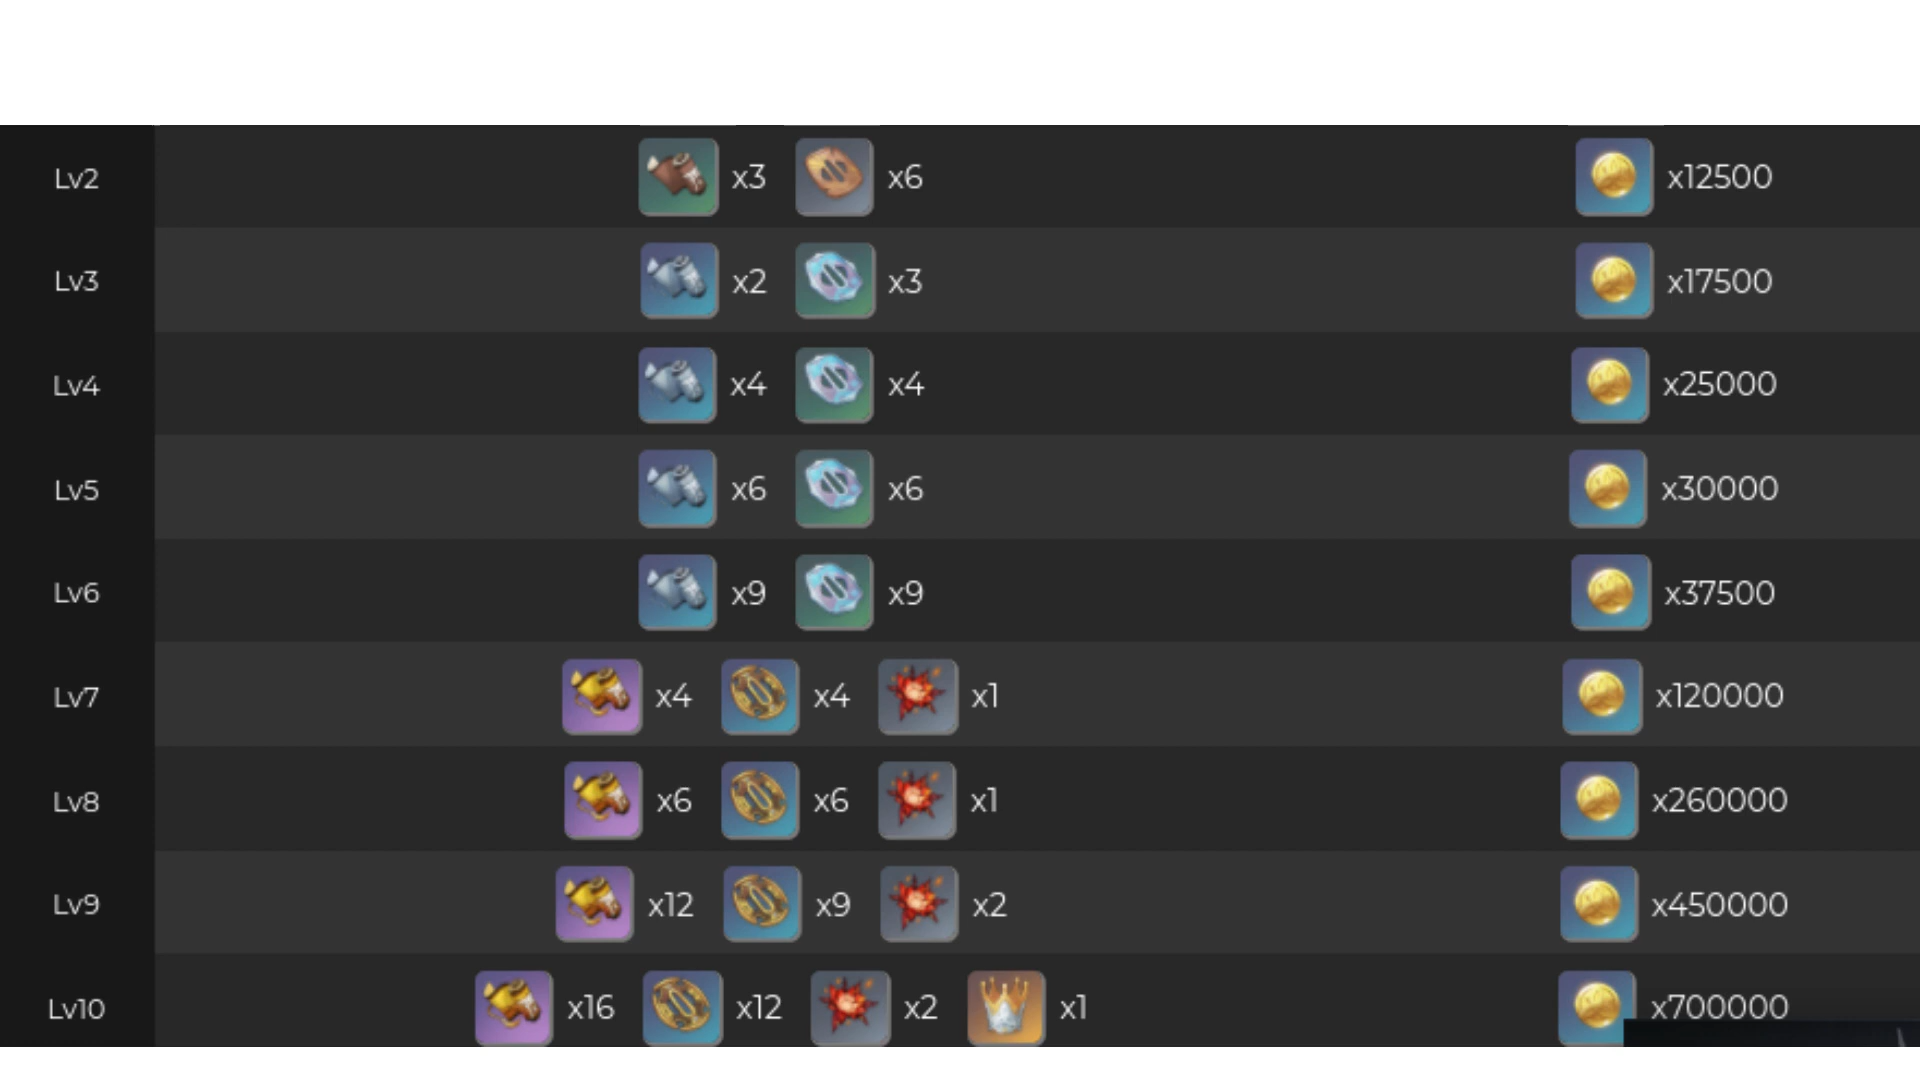 Lv2 x3 x6 x12500
Lv3 x2 x3 x17500
Lv4 x4 x4 x25000
Lv5 x6 x6 x30000
Lv6 x9 x9 x37500
Lv7 x4 x4 x1 x120000
Lv8 x6 x6 x1 x260000
Lv9 x12 x9 x2 x450000
Lv10 x16 x12 x2 x1 x700000